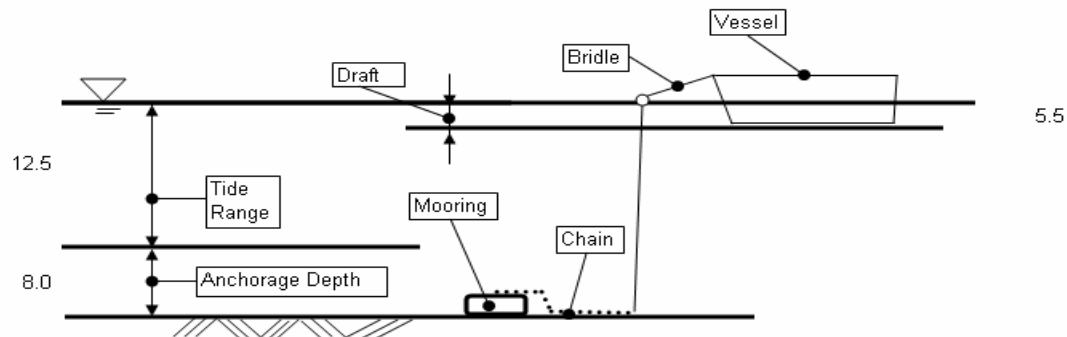 Vessel
Bridle
Draft
5.5
12.5
Tide
Range
Mooring
Chain
8.0
Anchorage Depth